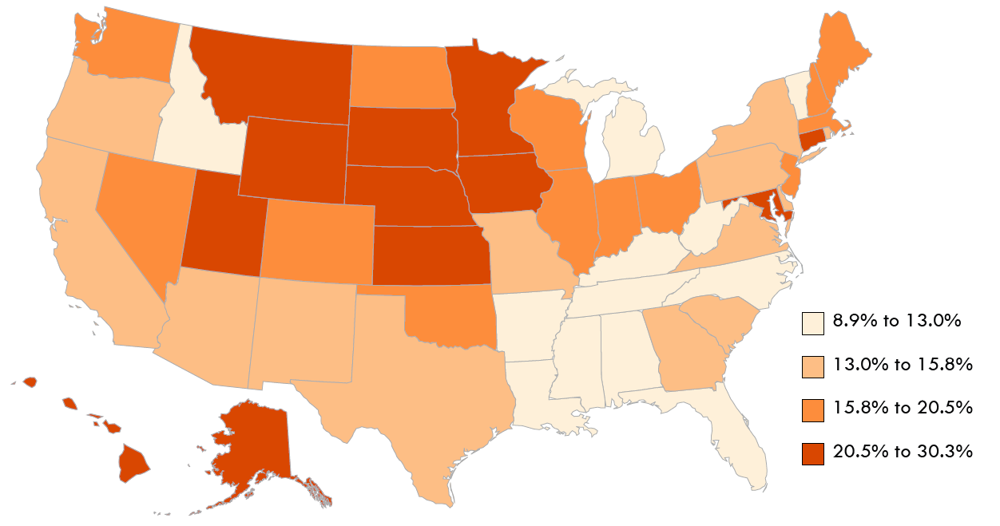 8.9% to 13.0%
13.0% to 15.8%
15.8% to 20.5%
20.5% to 30.3%